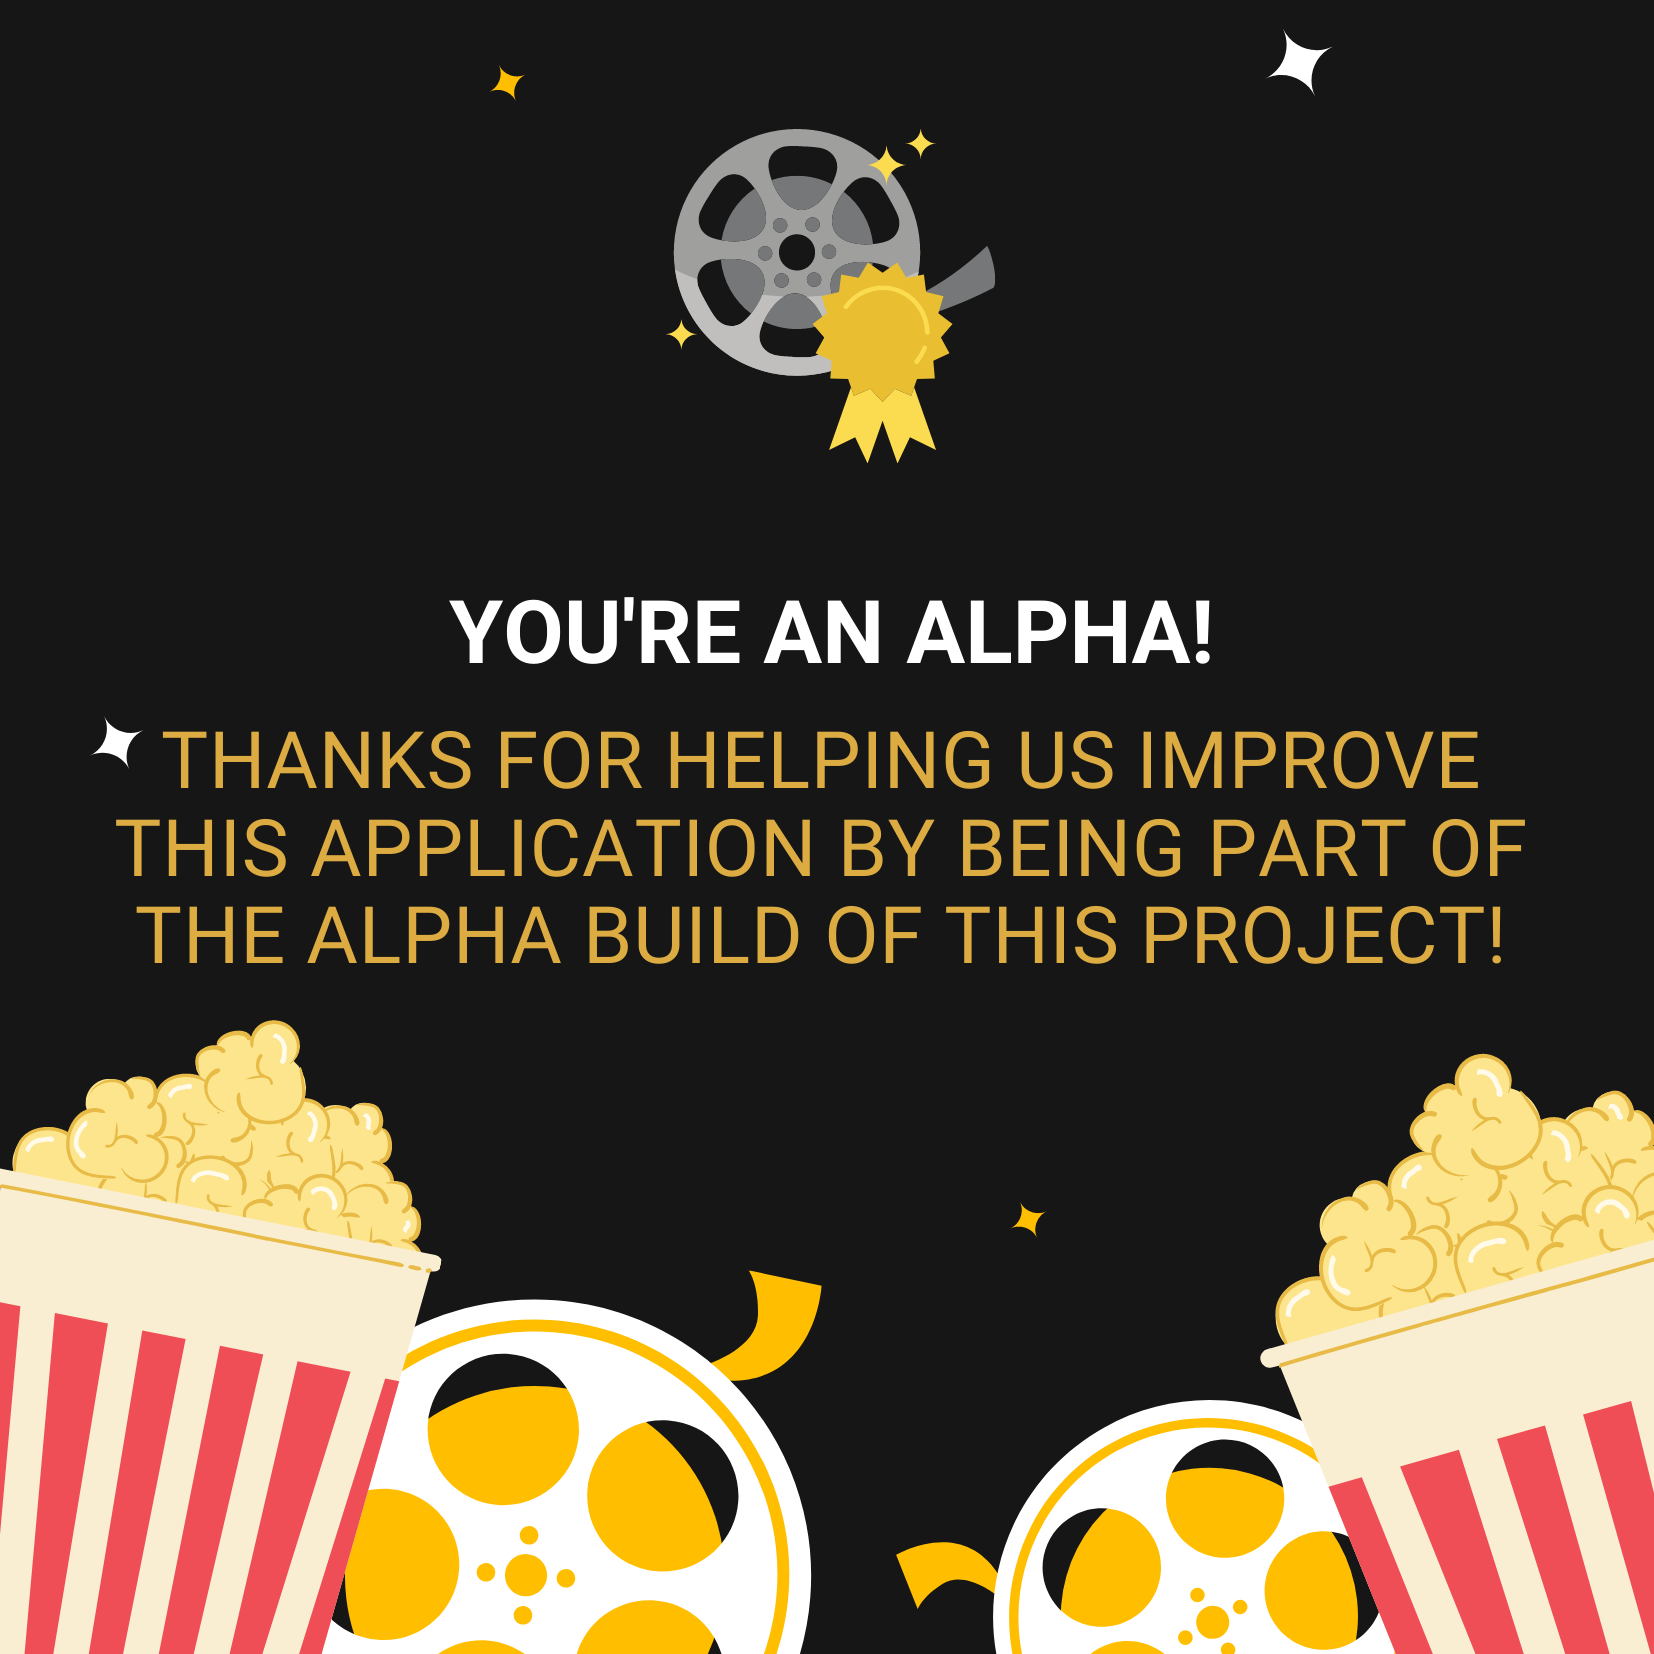 YOU'RE AN ALPHA!
THANKS FOR HELPING US IMPROVE
THIS APPLICATION BY BEING PART OF
THE ALPHA BUILD OF THIS PROJECT!